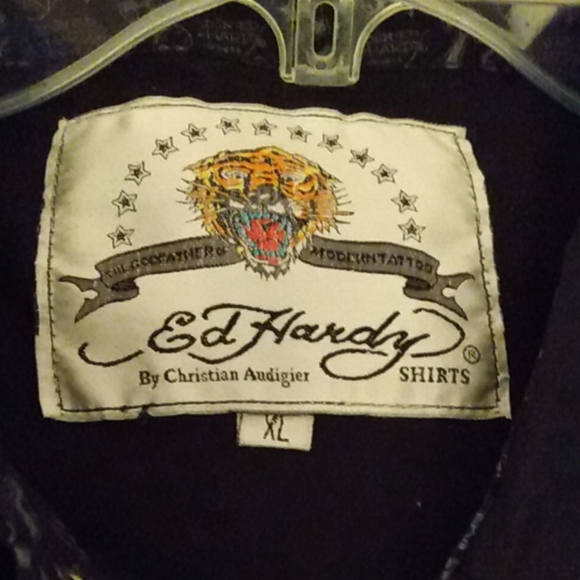 THE GODFATHER OF MODERN TATTOO
Ed Hardy ®
By Christian Audigier SHIRTS
XL